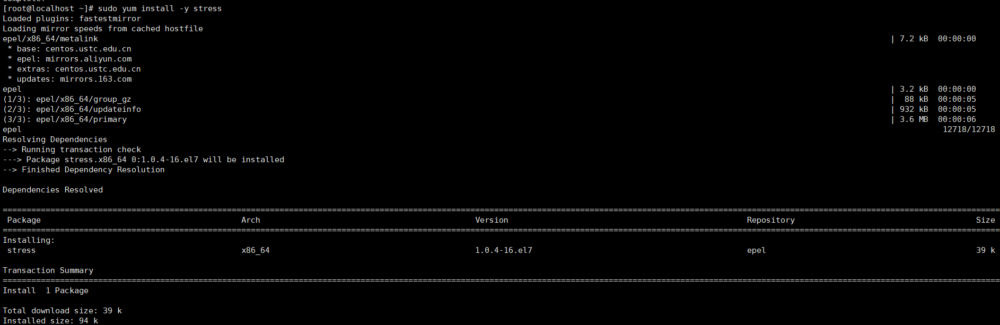 [root@localhost ~]# sudo yum install -y stress
Loaded plugins: fastestmirror
Loading mirror speeds from cached hostfile
epel/x86_64/metalink | 7.2 kB 00:00:00
* base: centos.ustc.edu.cn
* epel: mirrors.aliyun.com
* extras: centos.ustc.edu.cn
* updates: mirrors.163.com
epel | 3.2 kB 00:00:00
(1/3): epel/x86_64/group_gz | 88 kB 00:00:05
(2/3): epel/x86_64/updateinfo | 932 kB 00:00:05
(3/3): epel/x86_64/primary | 3.6 MB 00:00:06
epel 12718/12718
Resolving Dependencies
--> Running transaction check
---> Package stress.x86_64 0:1.0.4-16.el7 will be installed
--> Finished Dependency Resolution
Dependencies Resolved
Package Arch Version Repository Size
Installing:
stress x86_64 1.0.4-16.el7 epel 39 k
Transaction Summary
Install 1 Package
Total download size: 39 k
Installed size: 94 k